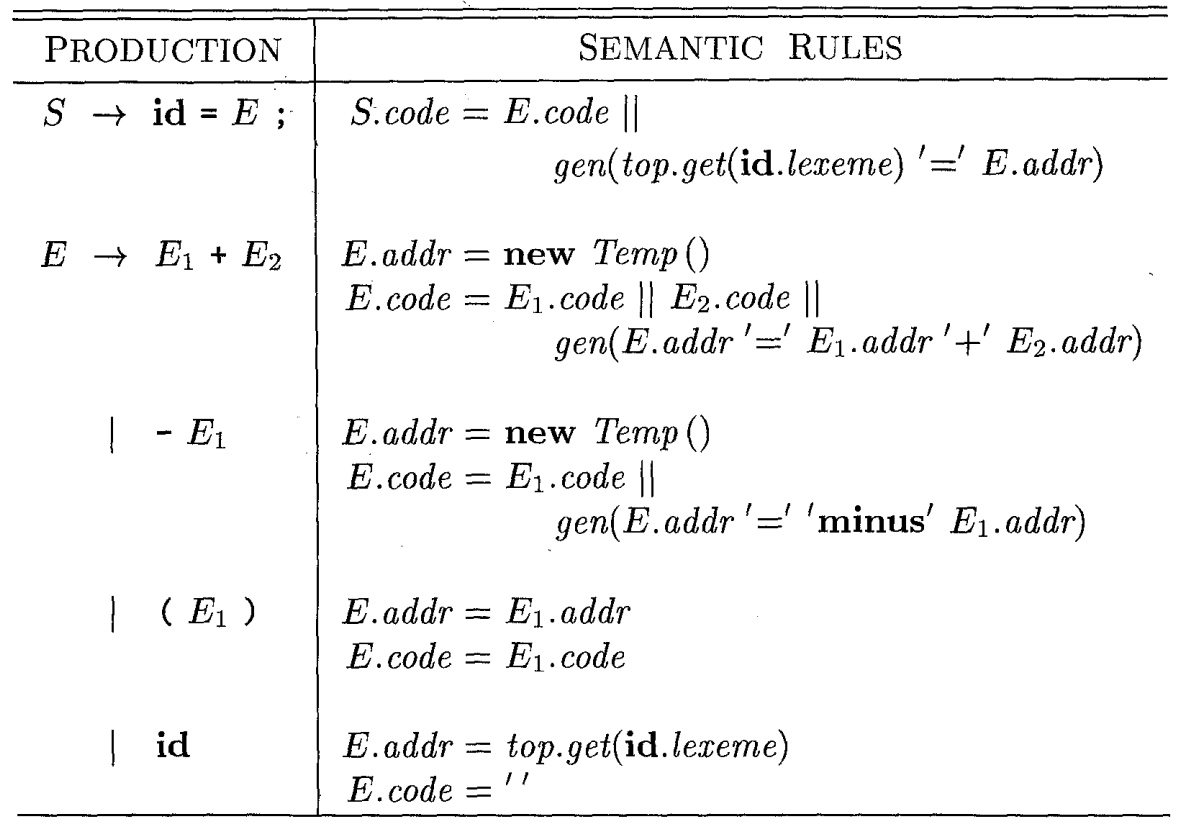 PRODUCTION SEMANTIC RULES
S → id = E ; S.code = E.code ||
gen(top.get(id.lexeme) '=' E.addr)
E → E₁ + E₂ E.addr = new Temp()
E.code = E₁.code || E₂.code ||
gen(E.addr '=' E₁.addr '+' E₂.addr)
| - E₁ E.addr = new Temp()
E.code = E₁.code ||
gen(E.addr '=' 'minus' E₁.addr)
| ( E₁ ) E.addr = E₁.addr
E.code = E₁.code
| id E.addr = top.get(id.lexeme)
E.code = ''